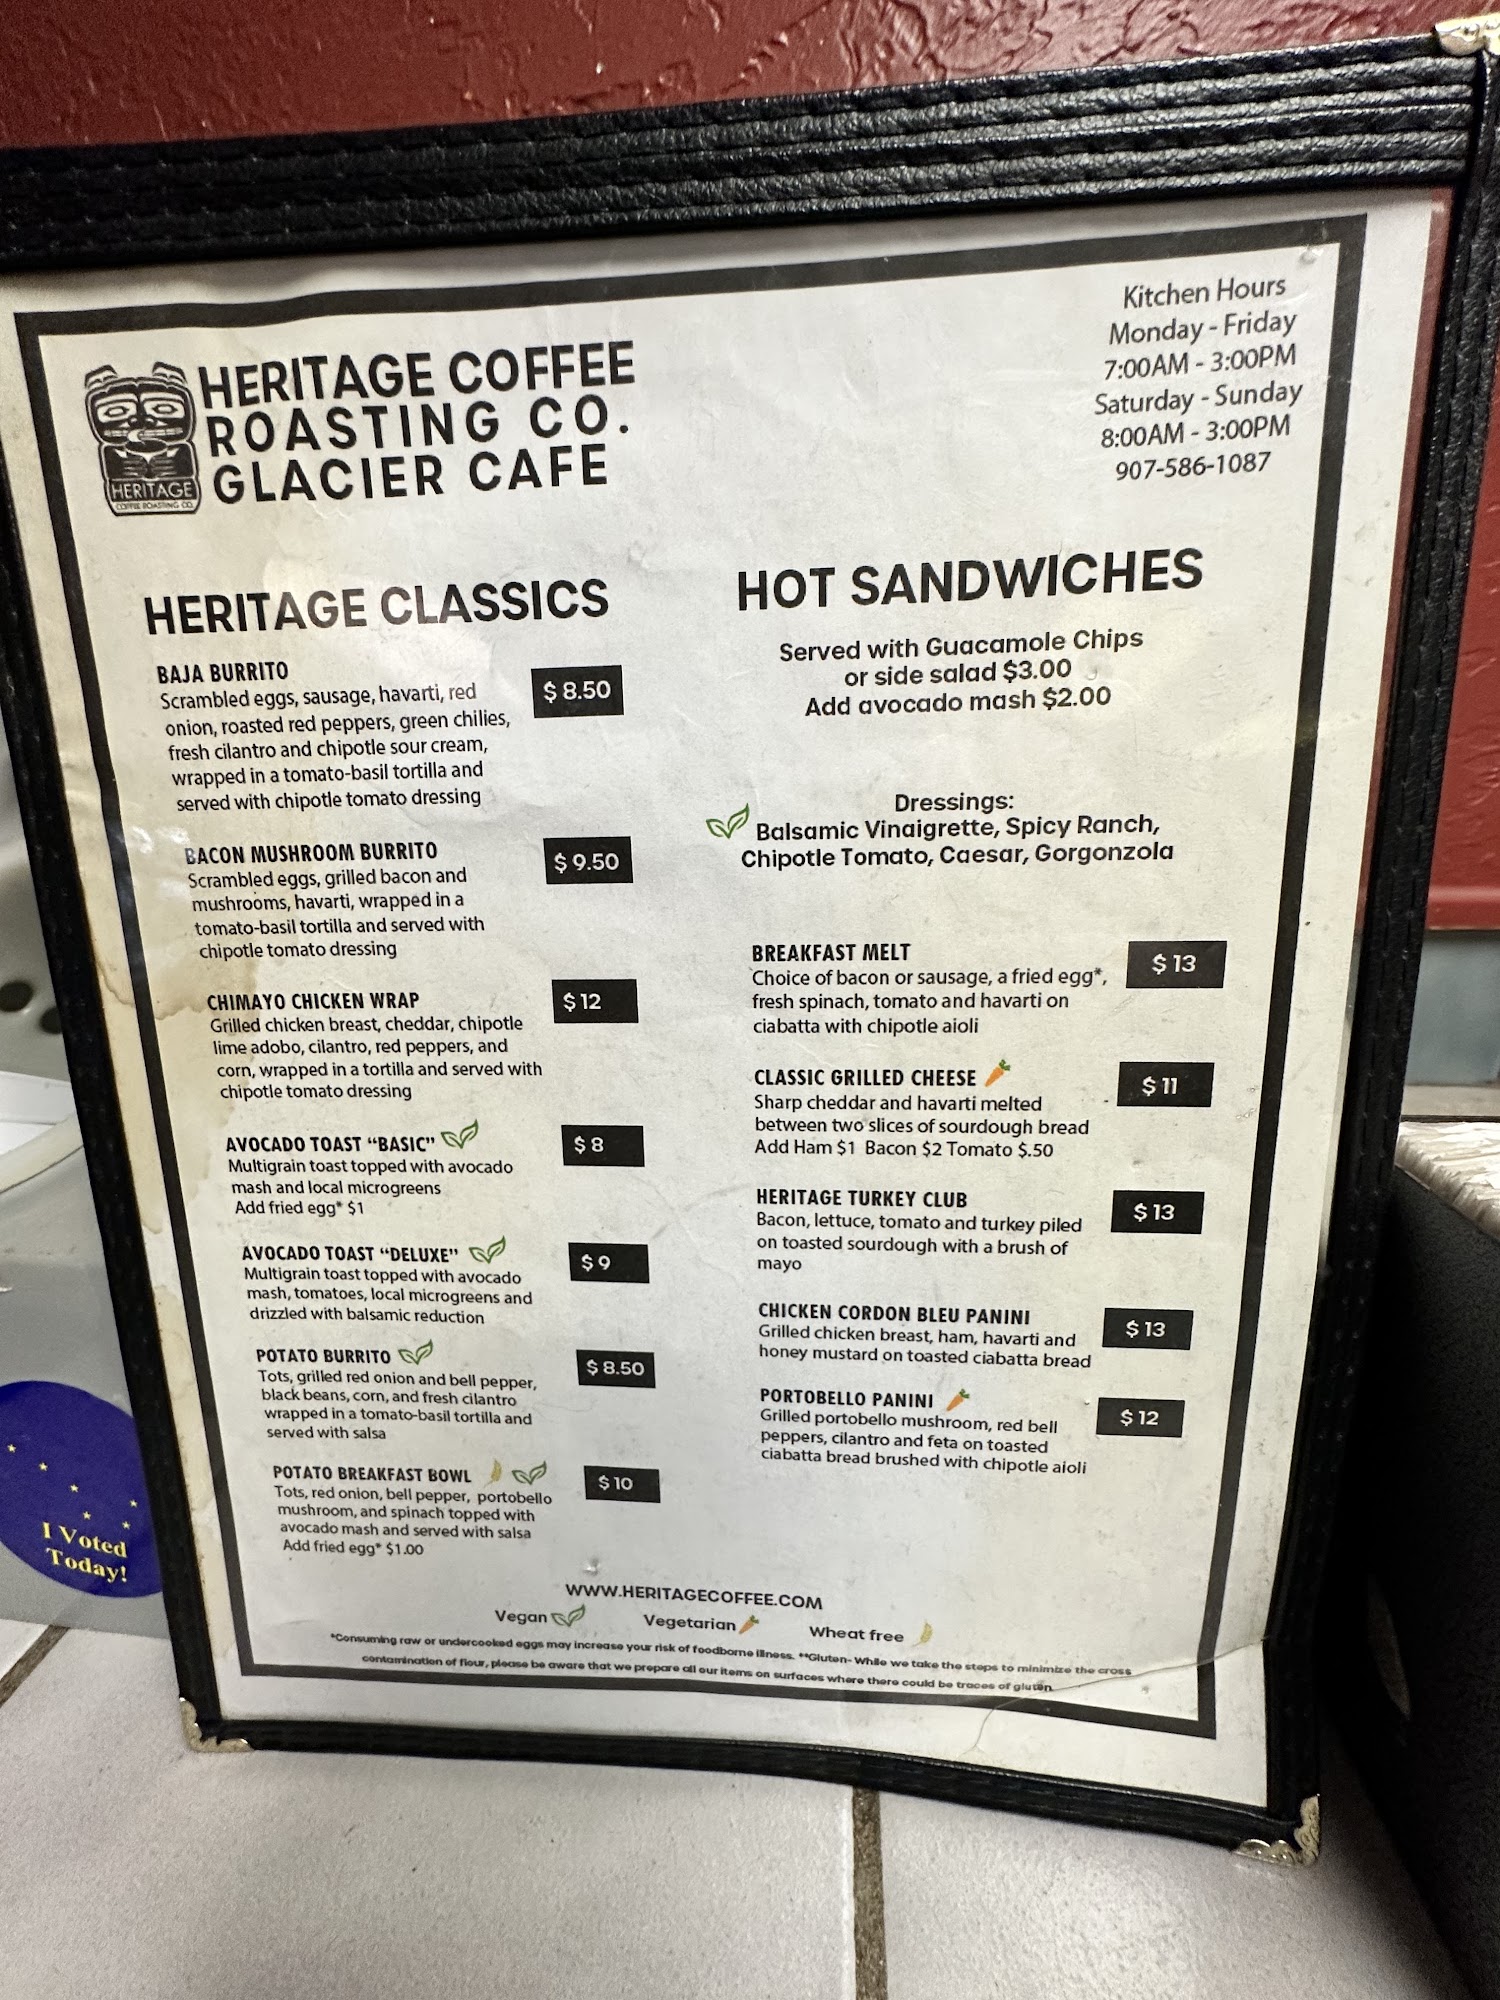 HERITAGE COFFEE
ROASTING CO.
GLACIER CAFE
HERITAGE
COFFEE ROASTING CO.
Kitchen Hours
Monday - Friday
7:00AM - 3:00PM
Saturday - Sunday
8:00AM - 3:00PM
907-586-1087
HERITAGE CLASSICS
BAJA BURRITO
$ 8.50
Scrambled eggs, sausage, havarti, red
onion, roasted red peppers, green chilies,
fresh cilantro and chipotle sour cream,
wrapped in a tomato-basil tortilla and
served with chipotle tomato dressing
BACON MUSHROOM BURRITO
$ 9.50
Scrambled eggs, grilled bacon and
mushrooms, havarti, wrapped in a
tomato-basil tortilla and served with
chipotle tomato dressing
CHIMAYO CHICKEN WRAP
$ 12
Grilled chicken breast, cheddar, chipotle
lime adobo, cilantro, red peppers, and
corn, wrapped in a tortilla and served with
chipotle tomato dressing
AVOCADO TOAST “BASIC”
$ 8
Multigrain toast topped with avocado
mash and local microgreens
Add fried egg* $1
AVOCADO TOAST “DELUXE”
$ 9
Multigrain toast topped with avocado
mash, tomatoes, local microgreens and
drizzled with balsamic reduction
POTATO BURRITO
$ 8.50
Tots, grilled red onion and bell pepper,
black beans, corn, and fresh cilantro
wrapped in a tomato-basil tortilla and
served with salsa
POTATO BREAKFAST BOWL
$ 10
Tots, red onion, bell pepper, portobello
mushroom, and spinach topped with
avocado mash and served with salsa
Add fried egg* $1.00
HOT SANDWICHES
Served with Guacamole Chips
or side salad $3.00
Add avocado mash $2.00
Dressings:
Balsamic Vinaigrette, Spicy Ranch,
Chipotle Tomato, Caesar, Gorgonzola
BREAKFAST MELT
$ 13
Choice of bacon or sausage, a fried egg*,
fresh spinach, tomato and havarti on
ciabatta with chipotle aioli
CLASSIC GRILLED CHEESE
$ 11
Sharp cheddar and havarti melted
between two slices of sourdough bread
Add Ham $1 Bacon $2 Tomato $.50
HERITAGE TURKEY CLUB
$ 13
Bacon, lettuce, tomato and turkey piled
on toasted sourdough with a brush of
mayo
CHICKEN CORDON BLEU PANINI
$ 13
Grilled chicken breast, ham, havarti and
honey mustard on toasted ciabatta bread
PORTOBELLO PANINI
$ 12
Grilled portobello mushroom, red bell
peppers, cilantro and feta on toasted
ciabatta bread brushed with chipotle aioli
WWW.HERITAGECOFFEE.COM
Vegan Vegetarian Wheat free
*Consuming raw or undercooked eggs may increase your risk of foodborne illness. **Gluten- While we take the steps to minimize the cross
contamination of flour, please be aware that we prepare all our items on surfaces where there could be traces of gluten.
I Voted
Today!